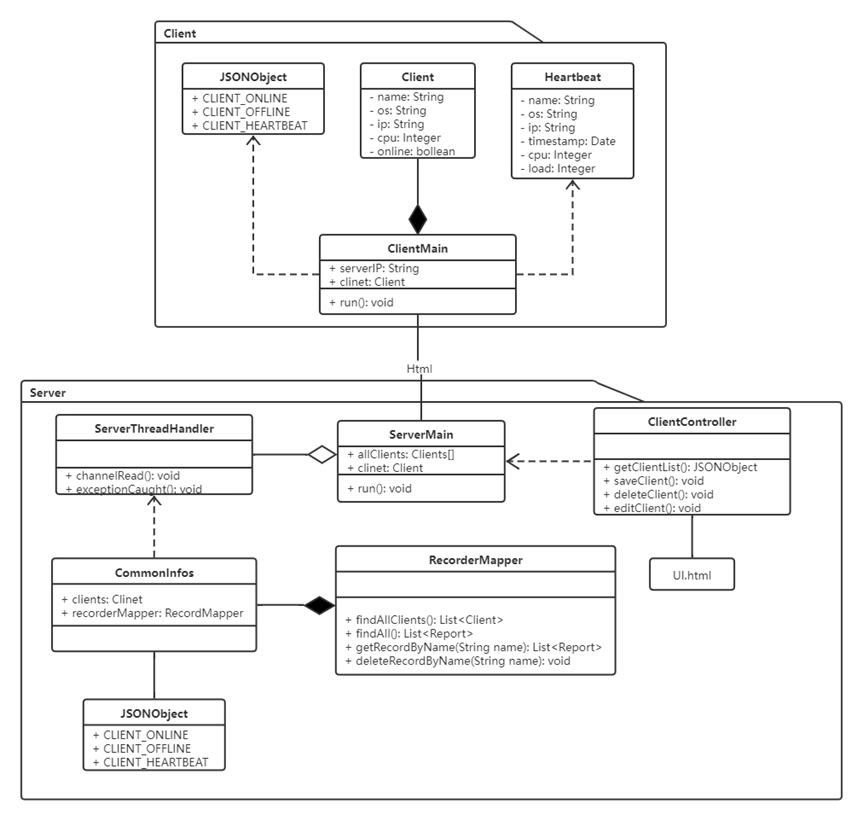 Client
JSONObject
+ CLIENT_ONLINE
+ CLIENT_OFFLINE
+ CLIENT_HEARTBEAT
Client
- name: String
- os: String
- ip: String
- cpu: Integer
- online: bollean
Heartbeat
- name: String
- os: String
- ip: String
- timestamp: Date
- cpu: Integer
- load: Integer
ClientMain
+ serverIP: String
+ clinet: Client
+ run(): void
Html
Server
ServerThreadHandler
+ channelRead(): void
+ exceptionCaught(): void
ServerMain
+ allClients: Clients[]
+ clinet: Client
+ run(): void
ClientController
+ getClientList(): JSONObject
+ saveClient(): void
+ deleteClient(): void
+ editClient(): void
UI.html
CommonInfos
+ clients: Clinet
+ recorderMapper: RecordMapper
RecorderMapper
+ findAllClients(): List<Client>
+ findAll(): List<Report>
+ getRecordByName(String name): List<Report>
+ deleteRecordByName(String name): void
JSONObject
+ CLIENT_ONLINE
+ CLIENT_OFFLINE
+ CLIENT_HEARTBEAT